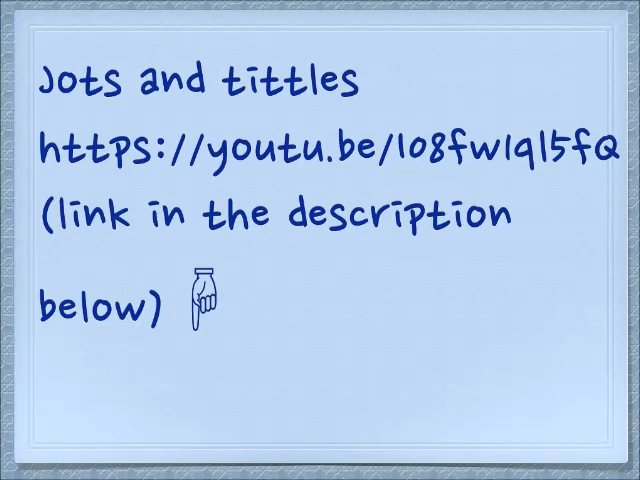 Jots and tittles
https://youtu.be/lo8fwlql5fQ
(link in the description
below)